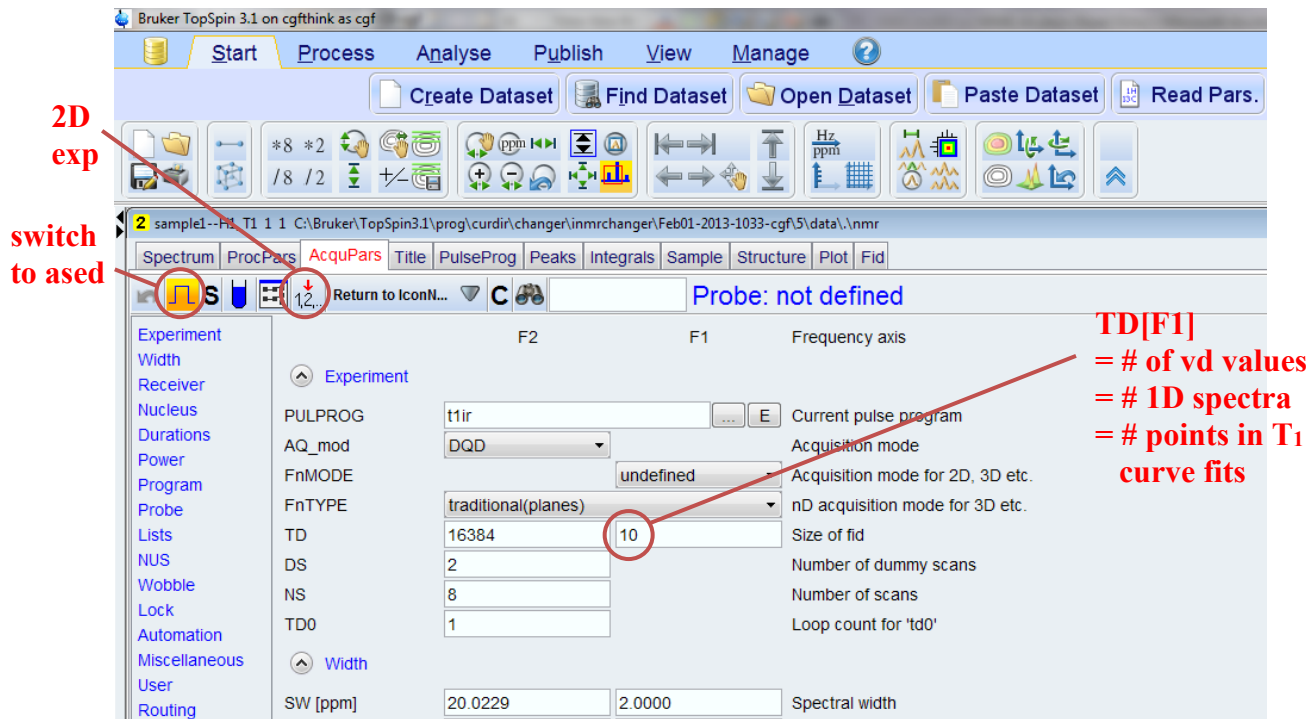 Bruker TopSpin 3.1 on cgfthink as cgf
Start Process Analyse Publish View Manage ?
Create Dataset Find Dataset Open Dataset Paste Dataset Read Pars.
2D
exp
*8 *2 ppm Hz ppm
/8 /2
2 sample1--H1_T1 1 1 C:\Bruker\TopSpin3.1\prog\curdir\changer\inmrchanger\Feb01-2013-1033-cgf\5\data\.\nmr
switch
to ased
Spectrum ProcPars AcquPars Title PulseProg Peaks Integrals Sample Structure Plot Fid
S 1,2,.. Return to IconN... C Probe: not defined
F2 F1 Frequency axis
TD[F1]
= # of vd values
= # 1D spectra
= # points in T1
curve fits
Experiment
Width
Receiver
Nucleus
Durations
Power
Program
Probe
Lists
NUS
Wobble
Lock
Automation
Miscellaneous
User
Routing
Experiment
PULPROG t1ir ... E Current pulse program
AQ_mod DQD Acquisition mode
FnMODE undefined Acquisition mode for 2D, 3D etc.
FnTYPE traditional(planes) nD acquisition mode for 3D etc.
TD 16384 10 Size of fid
DS 2 Number of dummy scans
NS 8 Number of scans
TD0 1 Loop count for 'td0'
Width
SW [ppm] 20.0229 2.0000 Spectral width